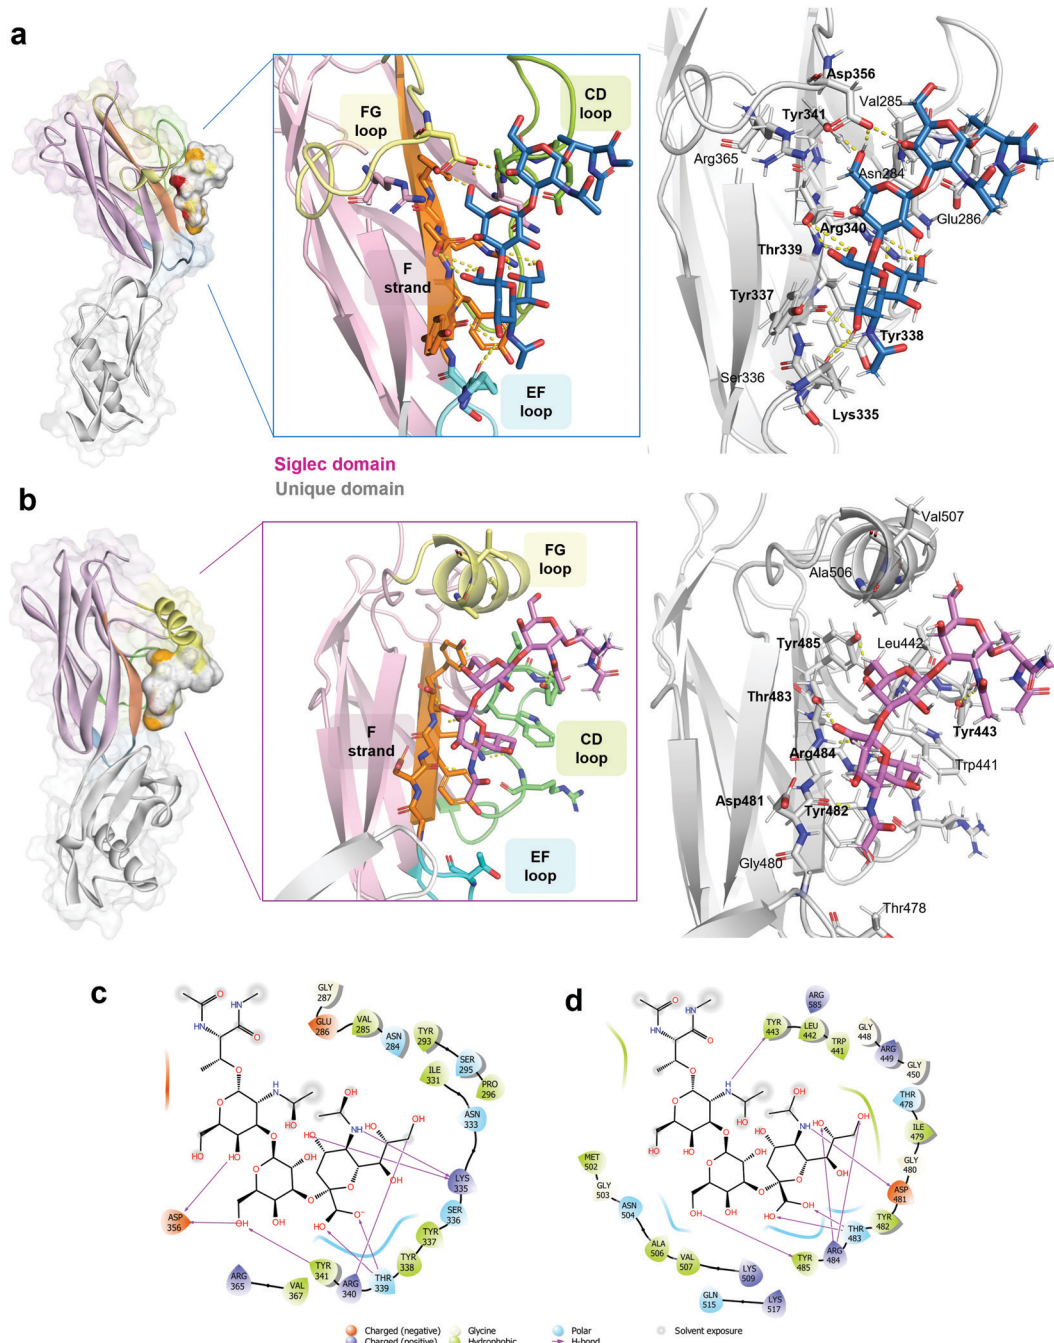 a
FG
loop
CD
loop
F
strand
EF
loop
Asp356
Val285
Tyr341
Arg365
Asn284
Glu286
Arg340
Thr339
Tyr337
Tyr338
Ser336
Lys335
Siglec domain
Unique domain
b
FG
loop
F
strand
CD
loop
EF
loop
Val507
Ala506
Tyr485
Leu442
Thr483
Tyr443
Arg484
Trp441
Asp481
Tyr482
Gly480
Thr478
c
GLY
287
GLU
286
VAL
285
ASN
284
TYR
293
SER
295
PRO
296
ILE
331
ASN
333
LYS
335
SER
336
TYR
337
TYR
338
THR
339
ARG
340
TYR
341
VAL
367
ARG
365
ASP
356
d
ARG
585
TYR
443
LEU
442
TRP
441
GLY
448
ARG
449
GLY
450
THR
478
ILE
479
GLY
480
ASP
481
TYR
482
THR
483
ARG
484
TYR
485
MET
502
GLY
503
ASN
504
ALA
506
VAL
507
LYS
509
GLN
515
LYS
517
Charged (negative)
Glycine
Polar
Solvent exposure
Charged (positive)
Hydrophobic
H-bond